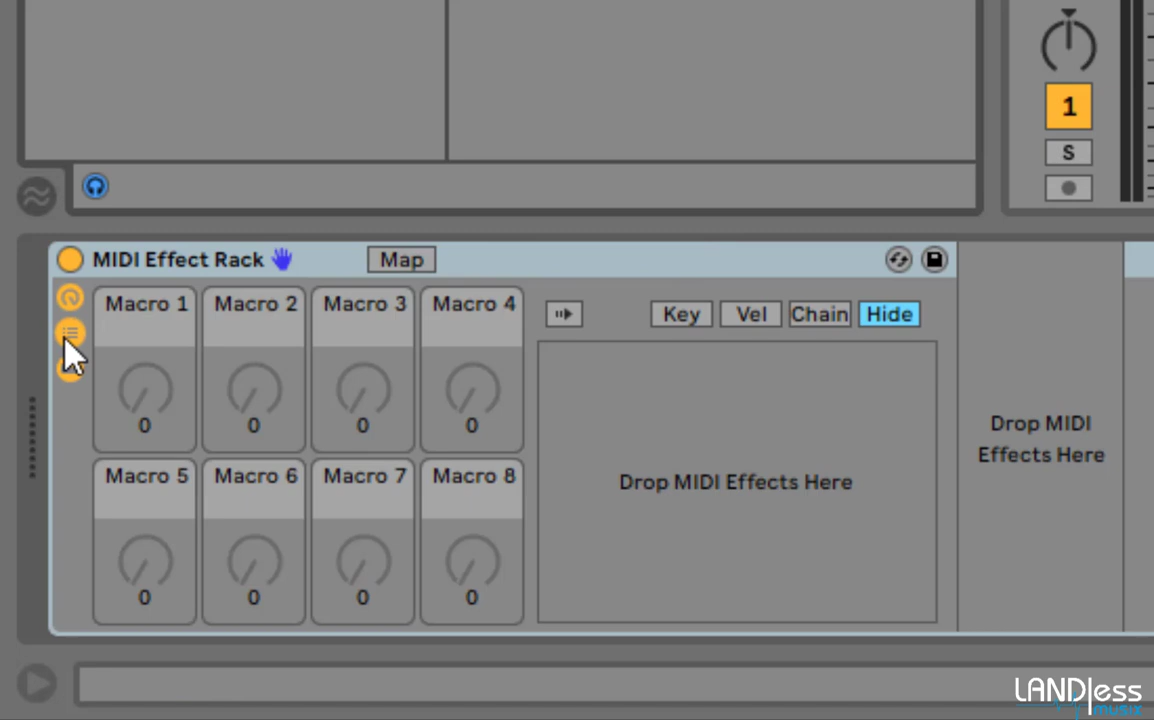 1
S
MIDI Effect Rack Map
Macro 1 Macro 2 Macro 3 Macro 4
Key Vel Chain Hide
0 0 0 0
Drop MIDI
Effects Here
Macro 5 Macro 6 Macro 7 Macro 8
Drop MIDI Effects Here
0 0 0 0
LANDless
musix